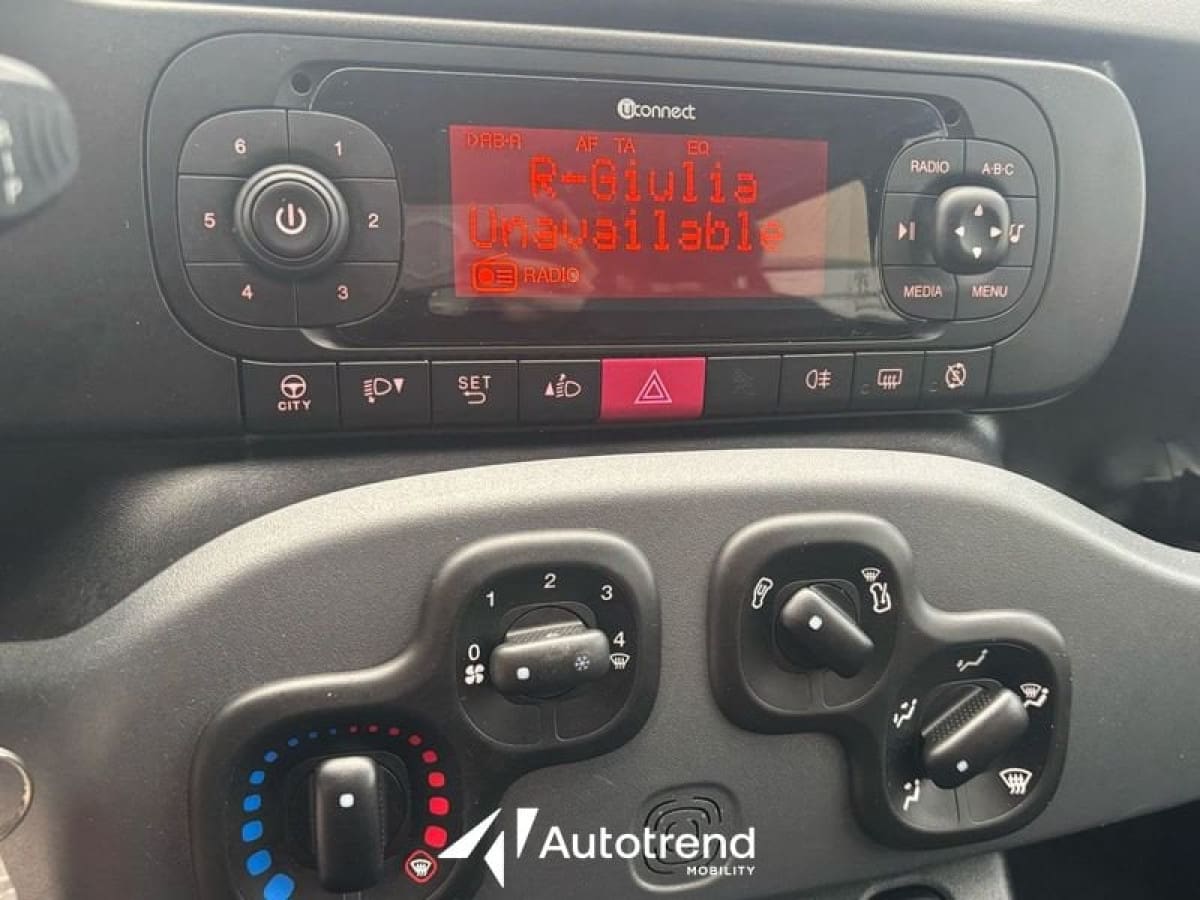 uconnect
DAB·A AF TA EQ
R-Giulia
Unavailable
RADIO
6 1
5 2
4 3
RADIO A·B·C
MEDIA MENU
CITY
SET
0 1 2 3 4
Autotrend
MOBILITY